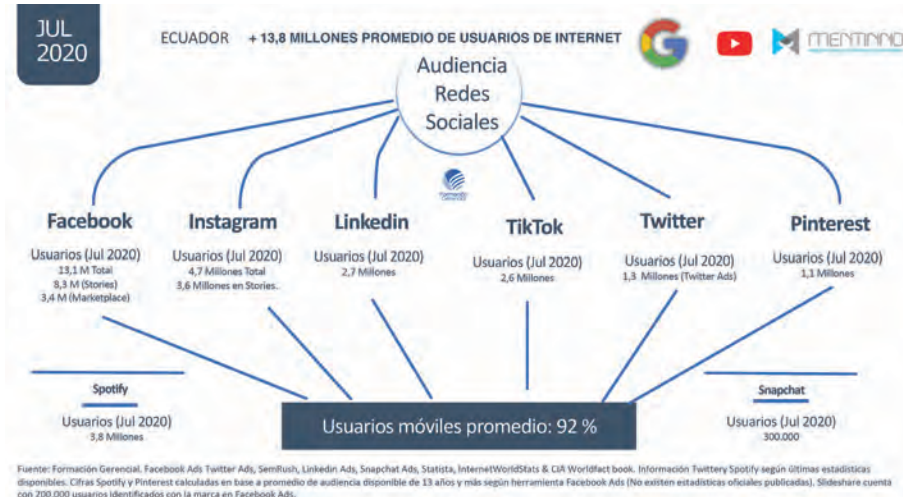 JUL
2020
ECUADOR + 13,8 MILLONES PROMEDIO DE USUARIOS DE INTERNET
G
MENTINNO
Audiencia
Redes
Sociales
Formación
Gerencial
Facebook
Usuarios (Jul 2020)
13,1 M Total
8,3 M (Stories)
3,4 M (Marketplace)
Instagram
Usuarios (Jul 2020)
4,7 Millones Total
3,6 Millones en Stories..
Linkedin
Usuarios (Jul 2020)
2,7 Millones
TikTok
Usuarios (Jul 2020)
2,6 Millones
Twitter
Usuarios (Jul 2020)
1,3 Millones (Twitter Ads)
Pinterest
Usuarios (Jul 2020)
1,1 Millones
Spotify
Usuarios (Jul 2020)
3,8 Millones
Usuarios móviles promedio: 92 %
Snapchat
Usuarios (Jul 2020)
300.000
Fuente: Formación Gerencial, Facebook Ads Twitter Ads, SemRush, Linkedin Ads, Snapchat Ads, Statista, InternetWorldStats & CIA Worldfact book. Información Twittery Spotify según últimas estadísticas
disponibles. Cifras Spotify y Pinterest calculadas en base a promedio de audiencia disponible de 13 años y más según herramienta Facebook Ads (No existen estadísticas oficiales publicadas). Slideshare cuenta
con 200.000 usuarios identificados con la marca en Facebook Ads.